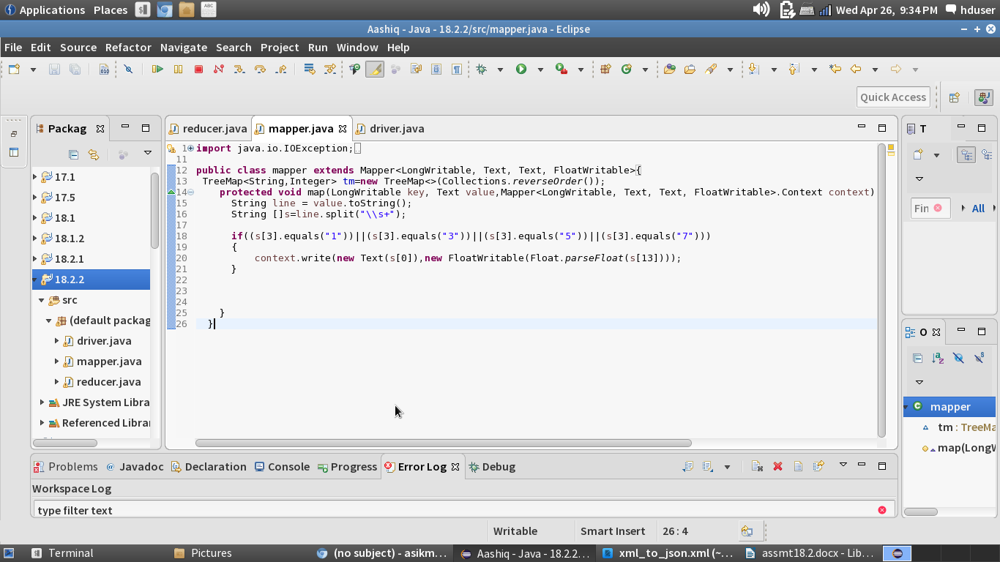 Applications Places ABC Wed Apr 26, 9:34 PM hduser
Aashiq - Java - 18.2.2/src/mapper.java - Eclipse
File Edit Source Refactor Navigate Search Project Run Window Help
Quick Access
Packag
17.1
17.5
18.1
18.1.2
18.2.1
18.2.2
src
(default packag
driver.java
mapper.java
reducer.java
JRE System Libra
Referenced Librar
reducer.java mapper.java driver.java
1 import java.io.IOException;
11
12 public class mapper extends Mapper<LongWritable, Text, Text, FloatWritable>{
13 TreeMap<String,Integer> tm=new TreeMap<>(Collections.reverseOrder());
14 protected void map(LongWritable key, Text value,Mapper<LongWritable, Text, Text, FloatWritable>.Context context)
15 String line = value.toString();
16 String []s=line.split("\\s+");
17
18 if((s[3].equals("1"))||(s[3].equals("3"))||(s[3].equals("5"))||(s[3].equals("7")))
19 {
20 context.write(new Text(s[0]),new FloatWritable(Float.parseFloat(s[13])));
21 }
22
23
24
25 }
26 }
T
Fin All
O
mapper
tm : TreeMa
map(LongW
Problems Javadoc Declaration Console Progress Error Log Debug
Workspace Log
type filter text
Writable Smart Insert 26 : 4
Terminal Pictures (no subject) - asikm... Aashiq - Java - 18.2.2... xml_to_json.xml (~... assmt18.2.docx - Lib...